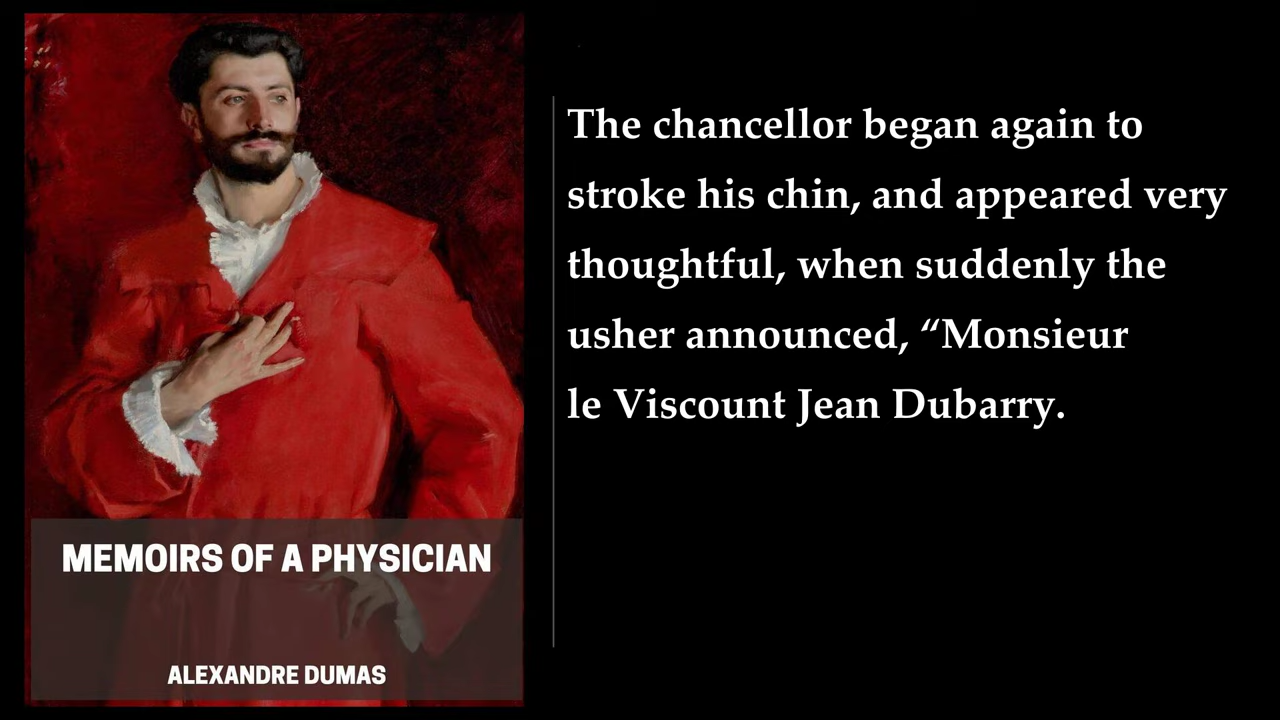 The chancellor began again to
stroke his chin, and appeared very
thoughtful, when suddenly the
usher announced, “Monsieur
le Viscount Jean Dubarry.
MEMOIRS OF A PHYSICIAN
ALEXANDRE DUMAS